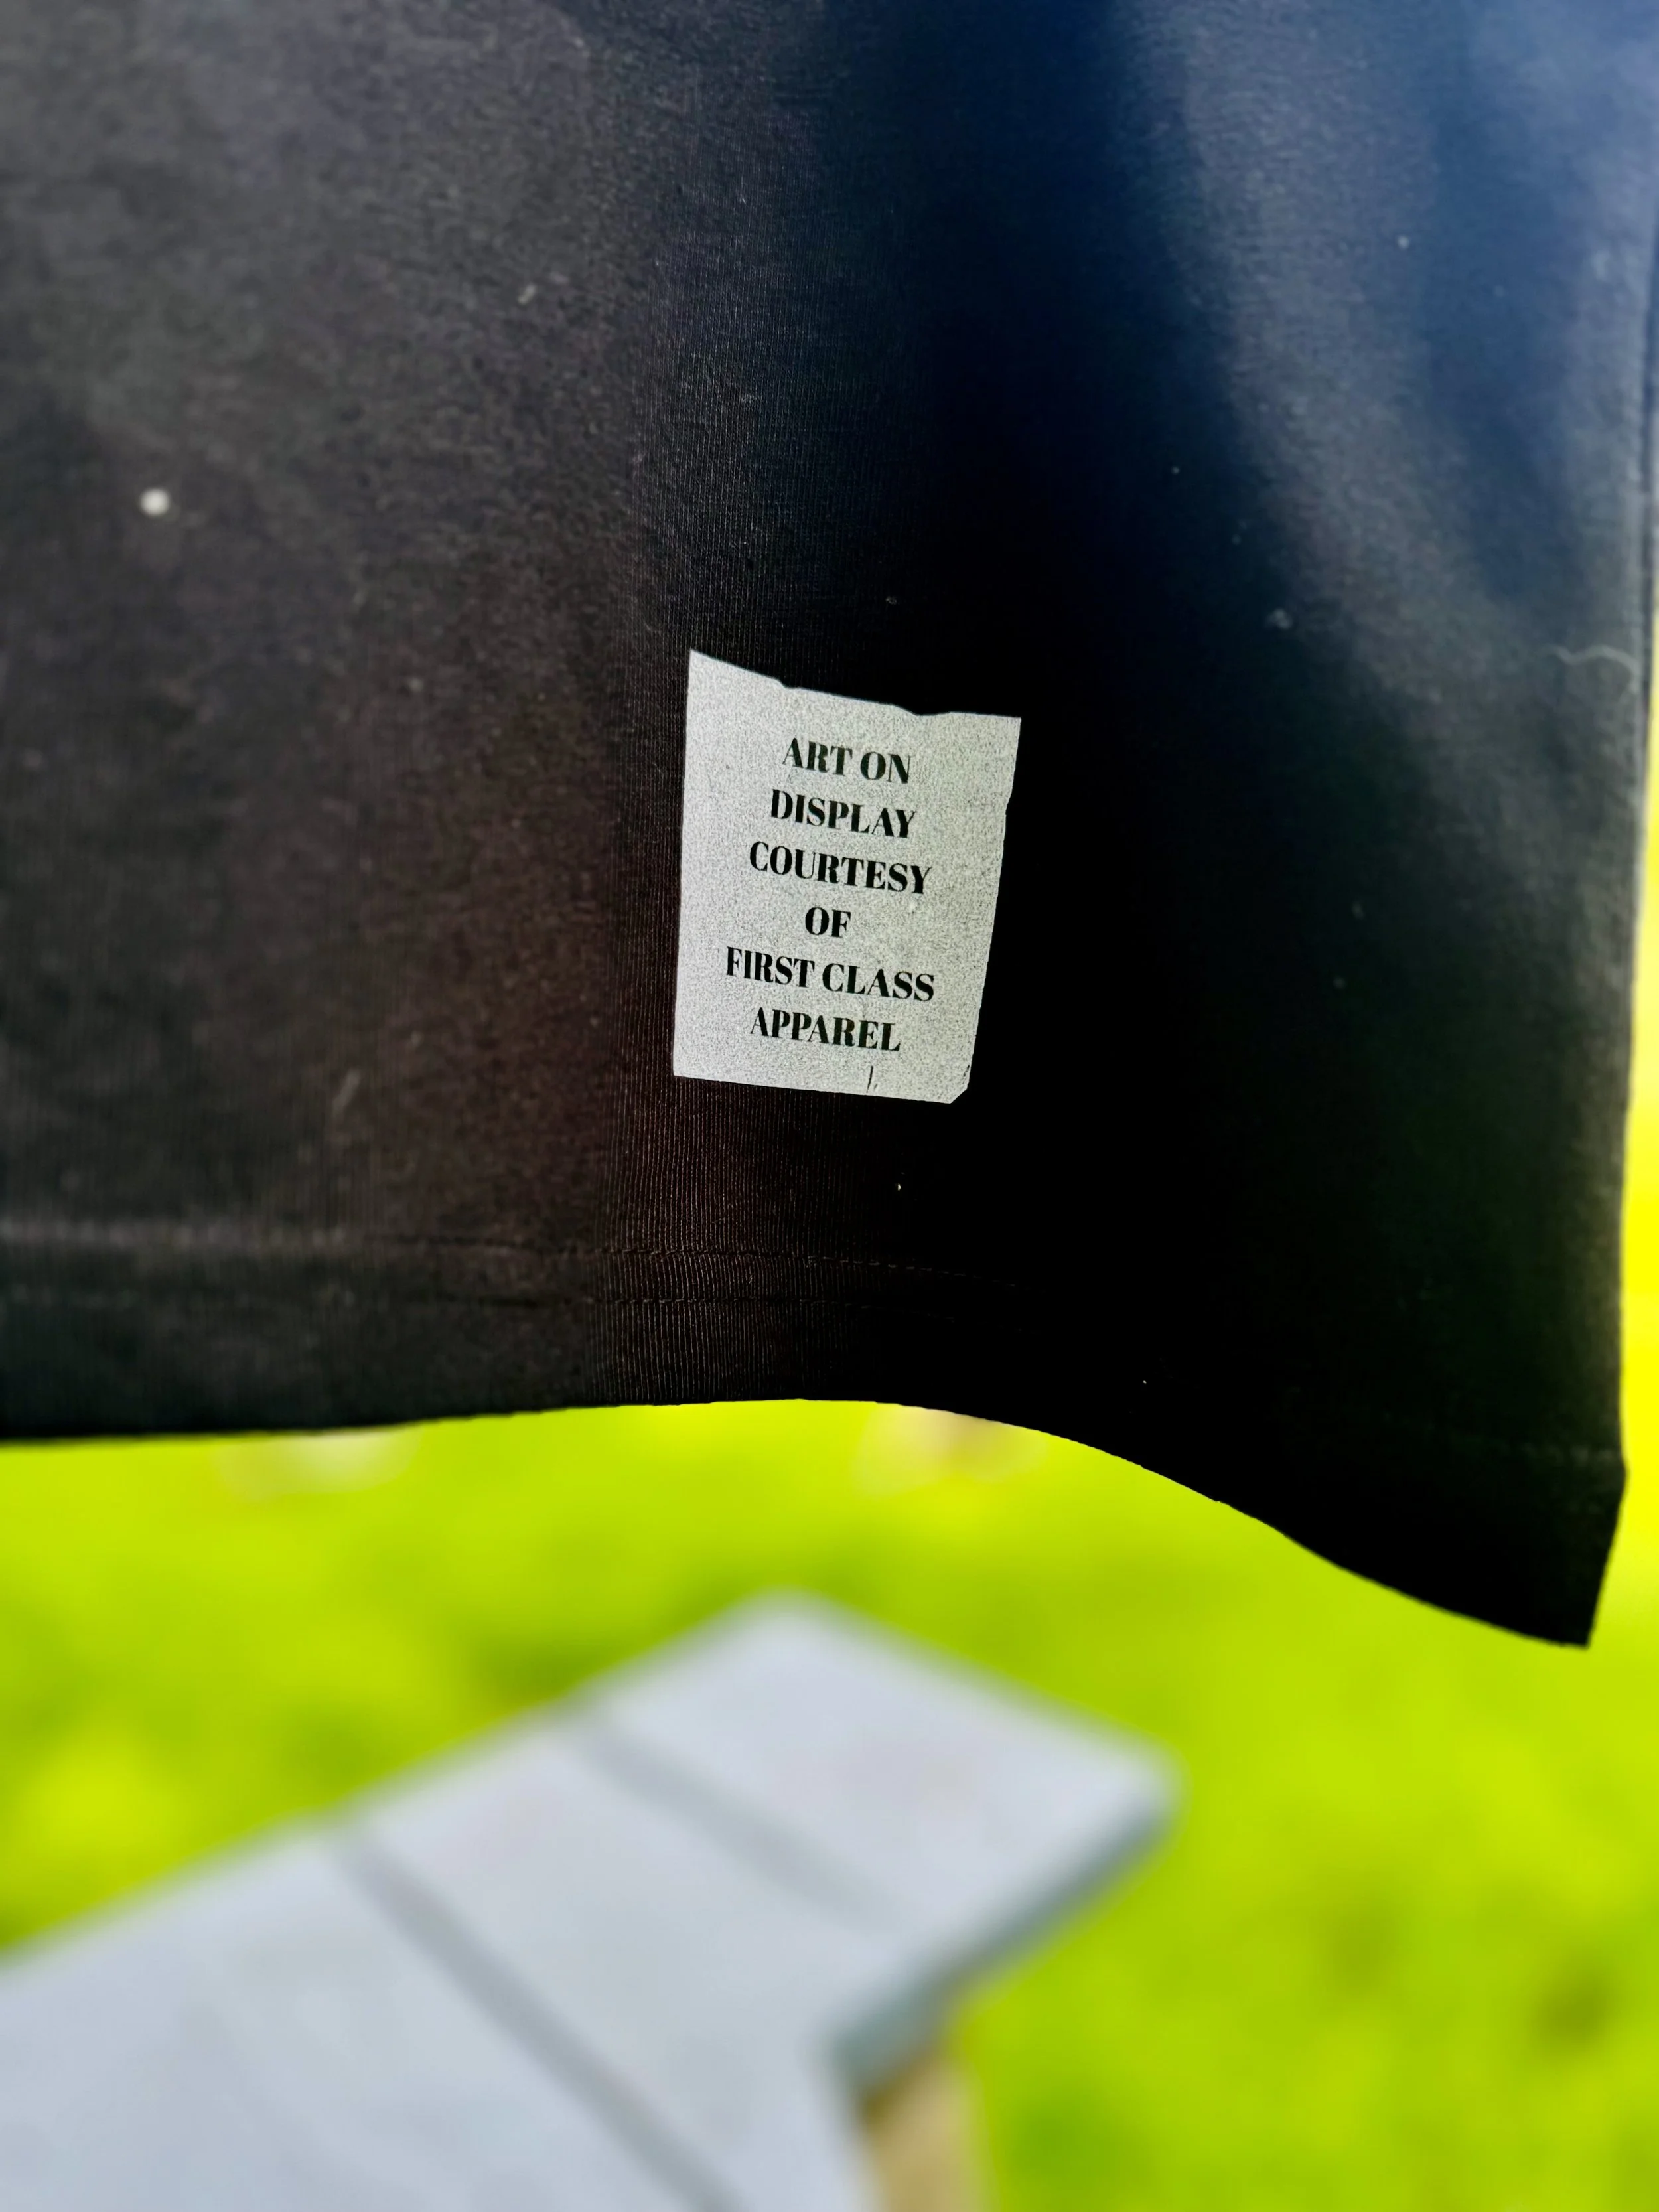 ART ON
DISPLAY
COURTESY
OF
FIRST CLASS
APPAREL